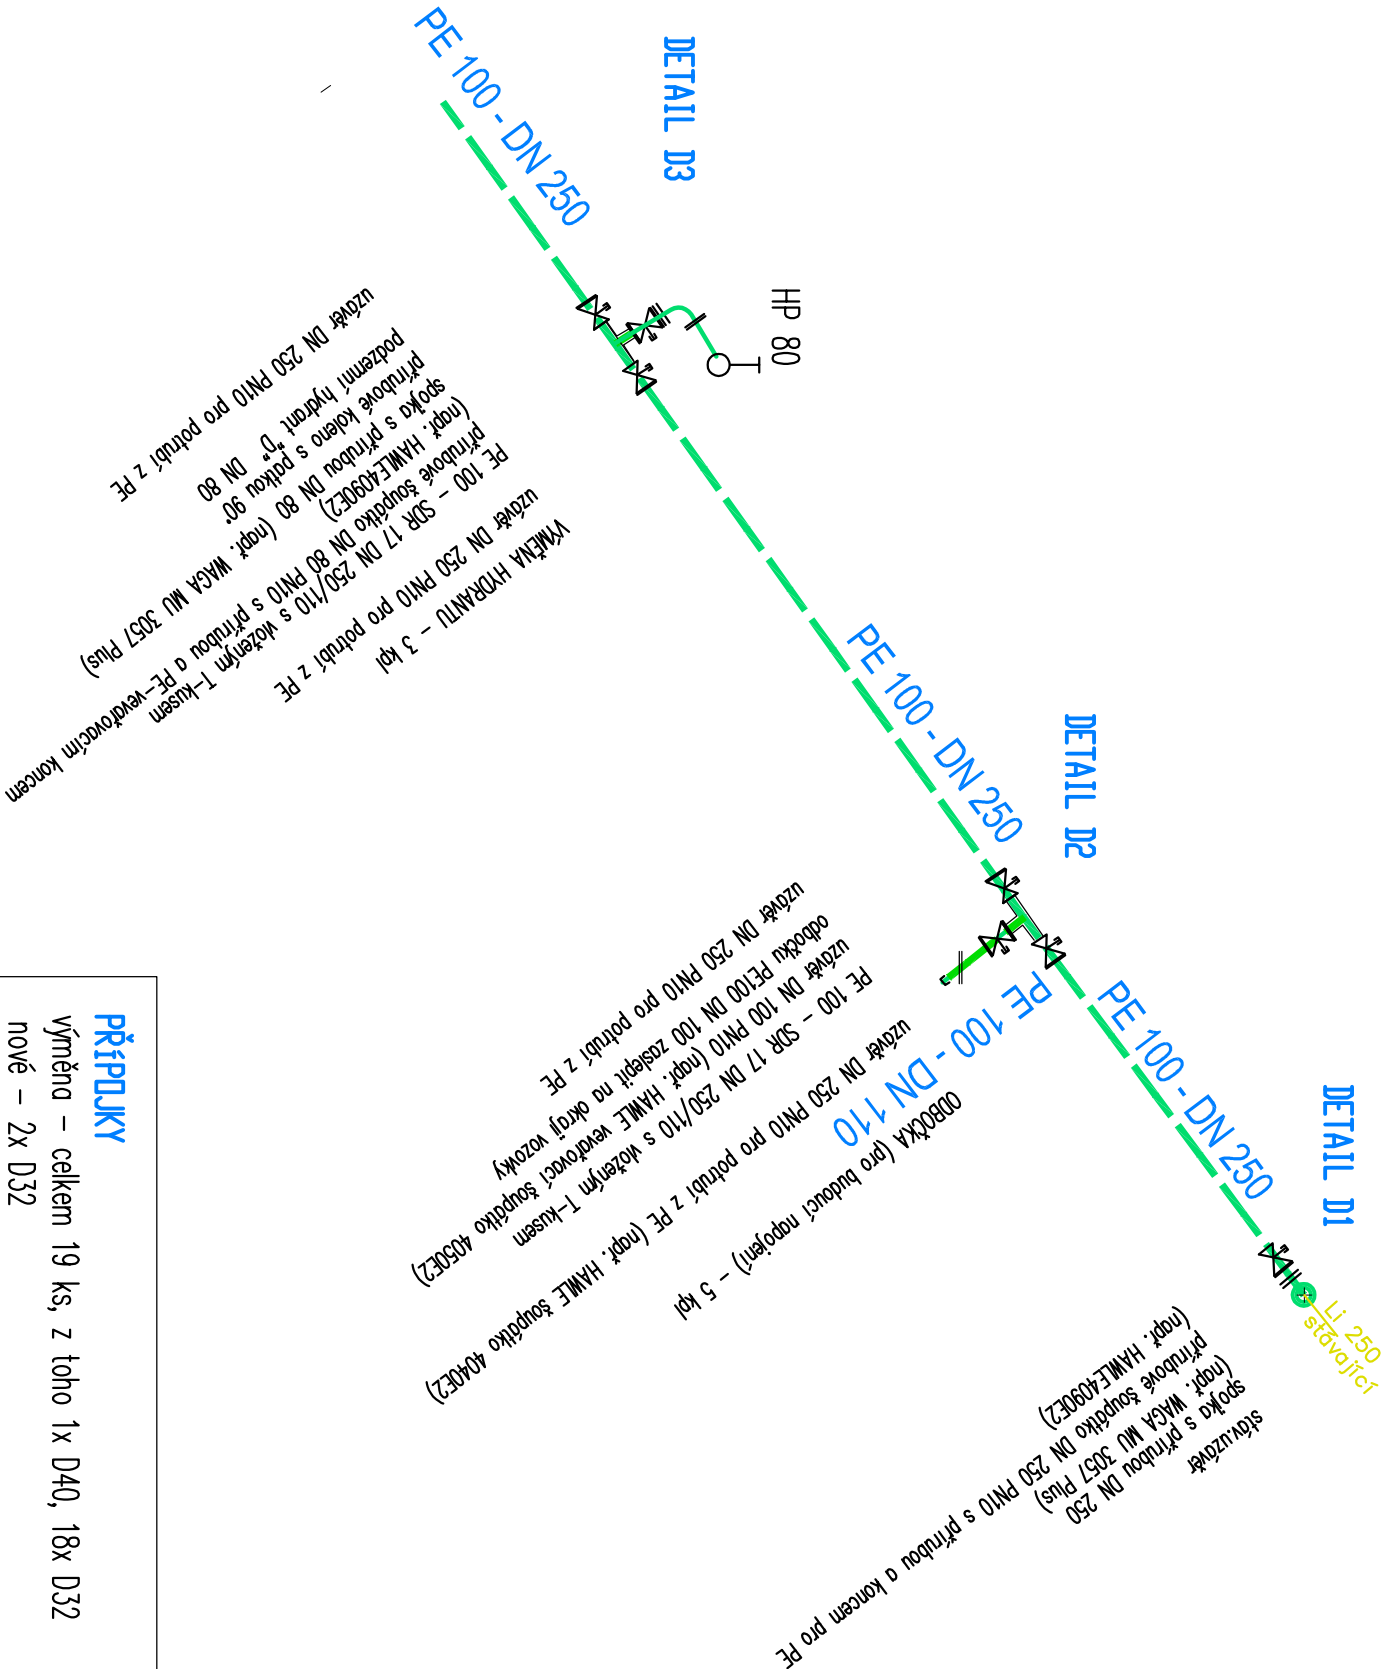 DETAIL D3
PE 100 - DN 250
HP 80
VÝMĚNA HYDRANTU - 3 kpl
uzávěr DN 250 PN10 pro potrubí z PE
PE 100 - SDR 17 DN 250/110 s vloženým T-kusem
přírubové šoupátko DN 80 PN10 s přírubou a PE-vevařovacím koncem
(např. HAWLE4090E2)
spojka s přírubou DN 80 (např. WAGA MU 3057 Plus)
přírubové koleno s patkou 90°
podzemní hydrant "D" DN 80
uzávěr DN 250 PN10 pro potrubí z PE
DETAIL D2
PE 100 - DN 250
PE 100 - DN 110
ODBOČKA (pro budoucí napojení) - 5 kpl
uzávěr DN 250 PN10 pro potrubí z PE (např. HAWLE šoupátko 4040E2)
PE 100 - SDR 17 DN 250/110 s vloženým T-kusem
uzávěr DN 100 PN10 (např. HAWLE vevařovací šoupátko 4050E2)
odbočku PE100 DN 100 zaslepit na okraji vozovky
uzávěr DN 250 PN10 pro potrubí z PE
DETAIL D1
PE 100 - DN 250
Li 250
stávající
stáv.uzávěr
spojka s přírubou DN 250
(např. WAGA MU 3057 Plus)
přírubové šoupátko DN 250 PN10 s přírubou a koncem pro PE
(např. HAWLE4090E2)
PŘÍPOJKY
výměna - celkem 19 ks, z toho 1x D40, 18x D32
nové - 2x D32